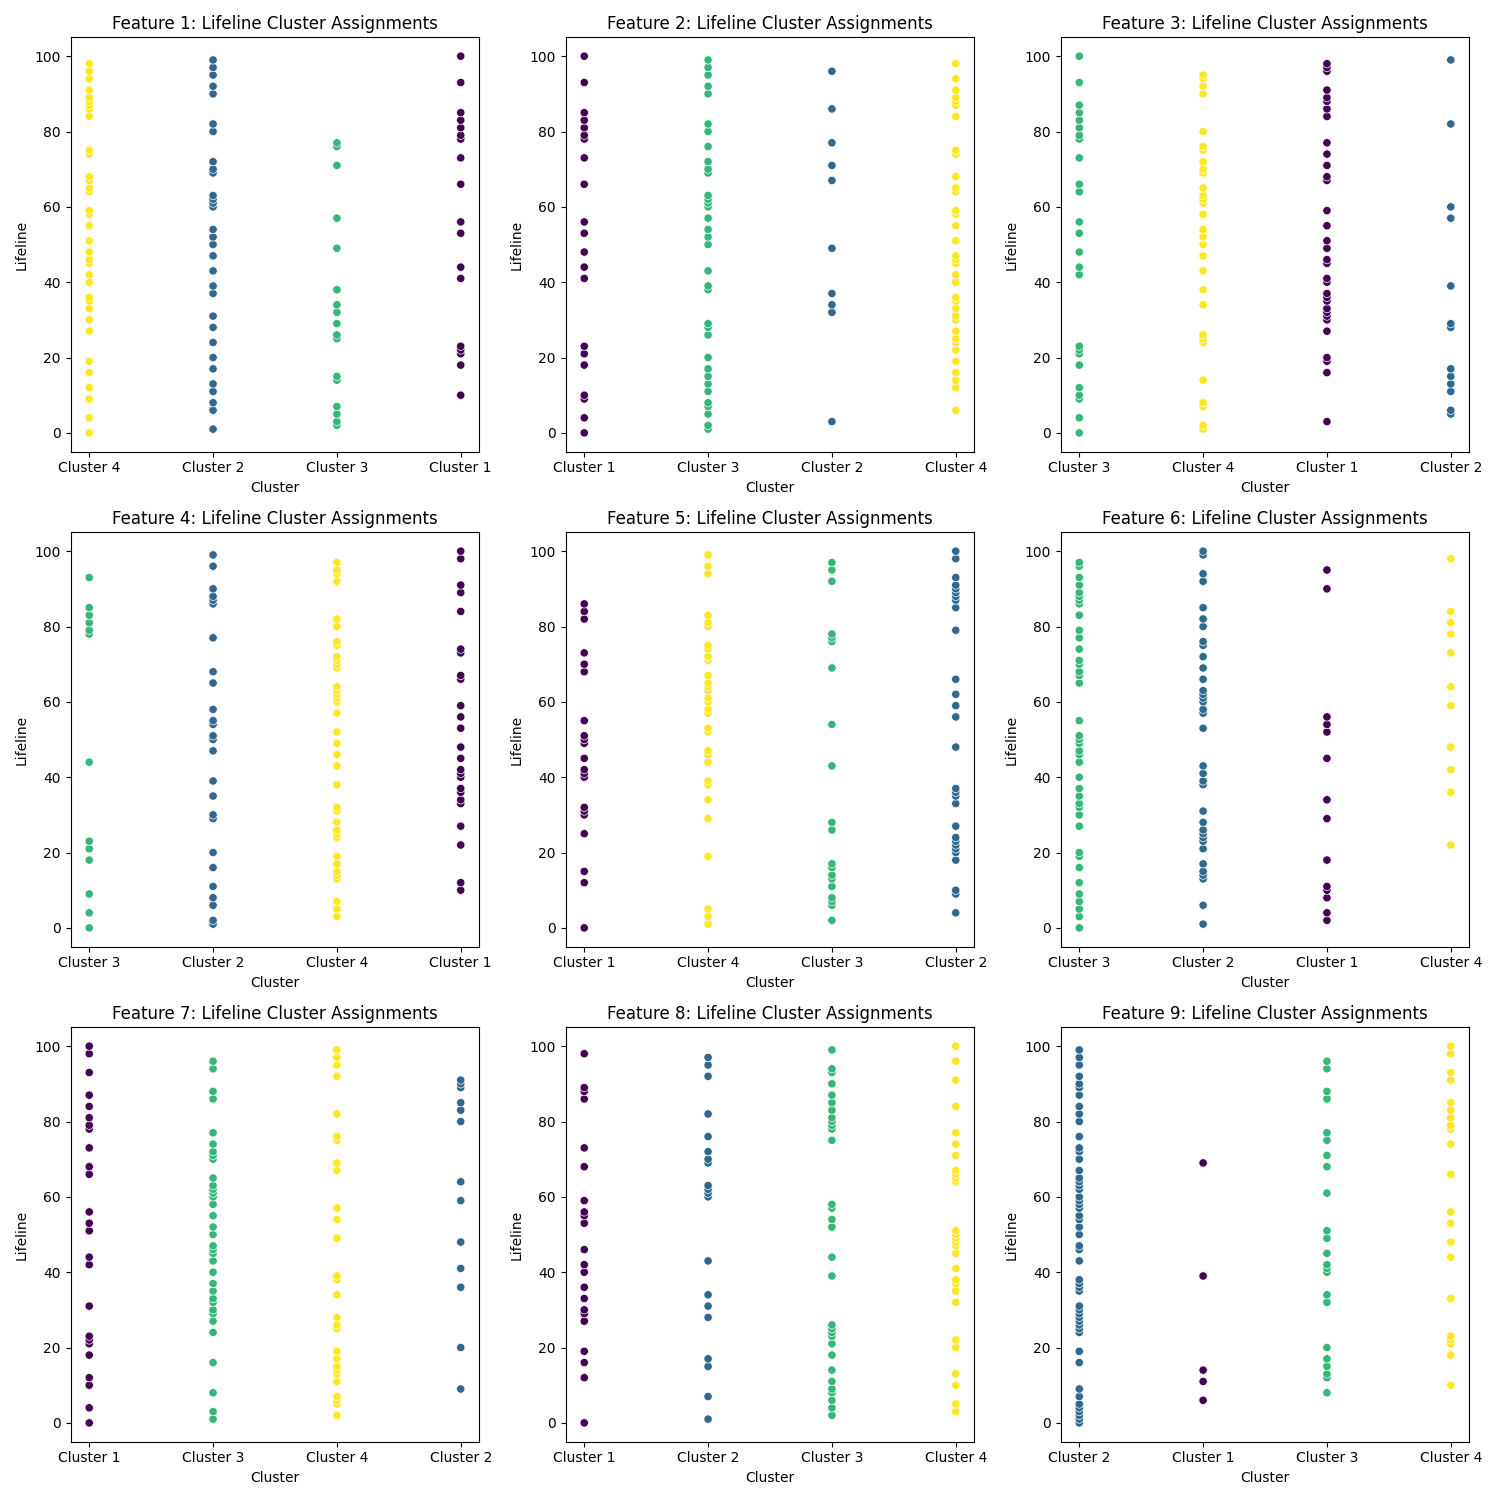 Feature 1: Lifeline Cluster Assignments
Lifeline
100
80
60
40
20
0
Cluster 4 Cluster 2 Cluster 3 Cluster 1
Cluster
Feature 2: Lifeline Cluster Assignments
Lifeline
100
80
60
40
20
0
Cluster 1 Cluster 3 Cluster 2 Cluster 4
Cluster
Feature 3: Lifeline Cluster Assignments
Lifeline
100
80
60
40
20
0
Cluster 3 Cluster 4 Cluster 1 Cluster 2
Cluster
Feature 4: Lifeline Cluster Assignments
Lifeline
100
80
60
40
20
0
Cluster 3 Cluster 2 Cluster 4 Cluster 1
Cluster
Feature 5: Lifeline Cluster Assignments
Lifeline
100
80
60
40
20
0
Cluster 1 Cluster 4 Cluster 3 Cluster 2
Cluster
Feature 6: Lifeline Cluster Assignments
Lifeline
100
80
60
40
20
0
Cluster 3 Cluster 2 Cluster 1 Cluster 4
Cluster
Feature 7: Lifeline Cluster Assignments
Lifeline
100
80
60
40
20
0
Cluster 1 Cluster 3 Cluster 4 Cluster 2
Cluster
Feature 8: Lifeline Cluster Assignments
Lifeline
100
80
60
40
20
0
Cluster 1 Cluster 2 Cluster 3 Cluster 4
Cluster
Feature 9: Lifeline Cluster Assignments
Lifeline
100
80
60
40
20
0
Cluster 2 Cluster 1 Cluster 3 Cluster 4
Cluster